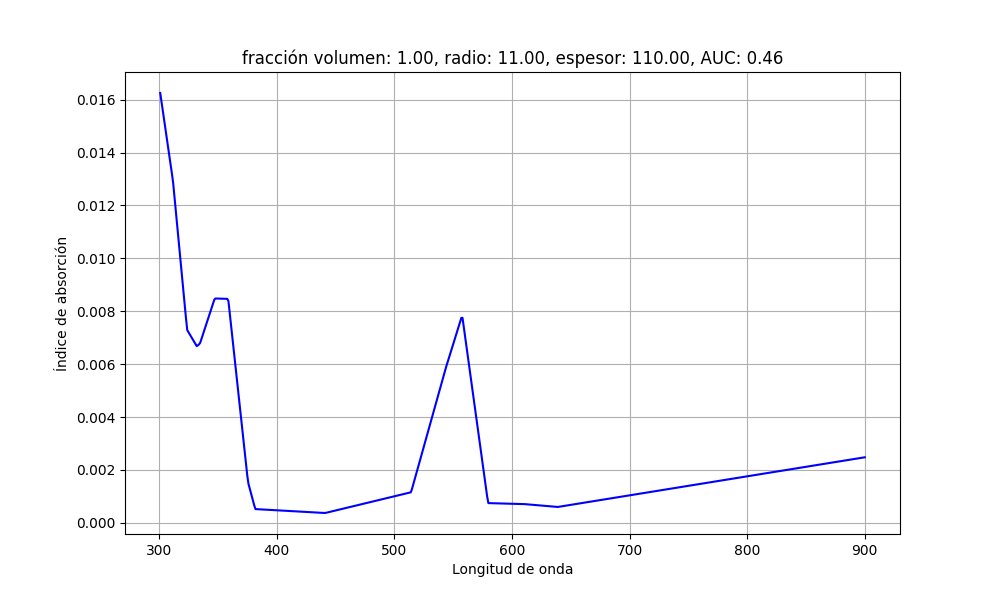 fracción volumen: 1.00, radio: 11.00, espesor: 110.00, AUC: 0.46
Índice de absorción
0.016
0.014
0.012
0.010
0.008
0.006
0.004
0.002
0.000
300 400 500 600 700 800 900
Longitud de onda